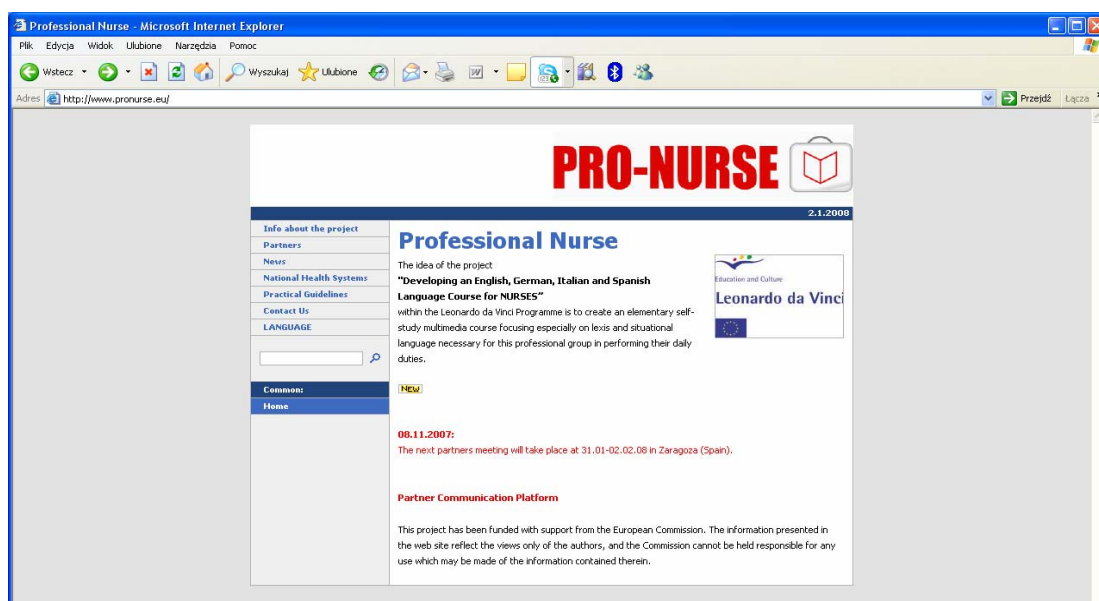 Professional Nurse - Microsoft Internet Explorer
Plik Edycja Widok Ulubione Narzędzia Pomoc
Wstecz Wyszukaj Ulubione
Adres http://www.pronurse.eu/ Przejdź Łącza
PRO-NURSE
2.1.2008
Info about the project
Partners
News
National Health Systems
Practical Guidelines
Contact Us
LANGUAGE
Common:
Home
Professional Nurse
The idea of the project
"Developing an English, German, Italian and Spanish
Language Course for NURSES"
within the Leonardo da Vinci Programme is to create an elementary self-
study multimedia course focusing especially on lexis and situational
language necessary for this professional group in performing their daily
duties.
Education and Culture
Leonardo da Vinci
NEW
08.11.2007:
The next partners meeting will take place at 31.01-02.02.08 in Zaragoza (Spain).
Partner Communication Platform
This project has been funded with support from the European Commission. The information presented in
the web site reflect the views only of the authors, and the Commission cannot be held responsible for any
use which may be made of the information contained therein.